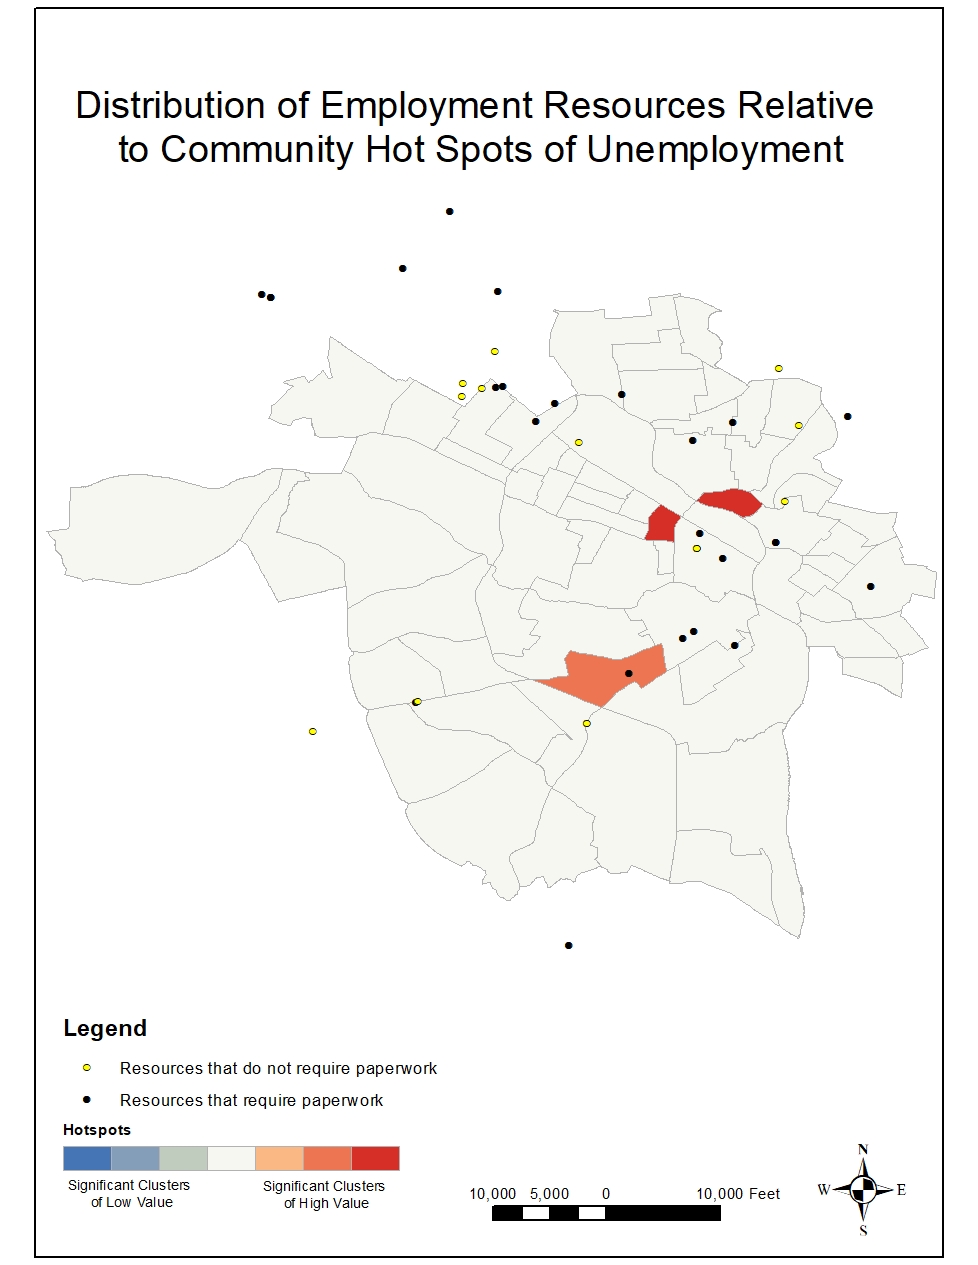 Distribution of Employment Resources Relative
to Community Hot Spots of Unemployment
Legend
Resources that do not require paperwork
Resources that require paperwork
Hotspots
Significant Clusters
of Low Value
Significant Clusters
of High Value
10,000 5,000 0 10,000 Feet
N
W E
S